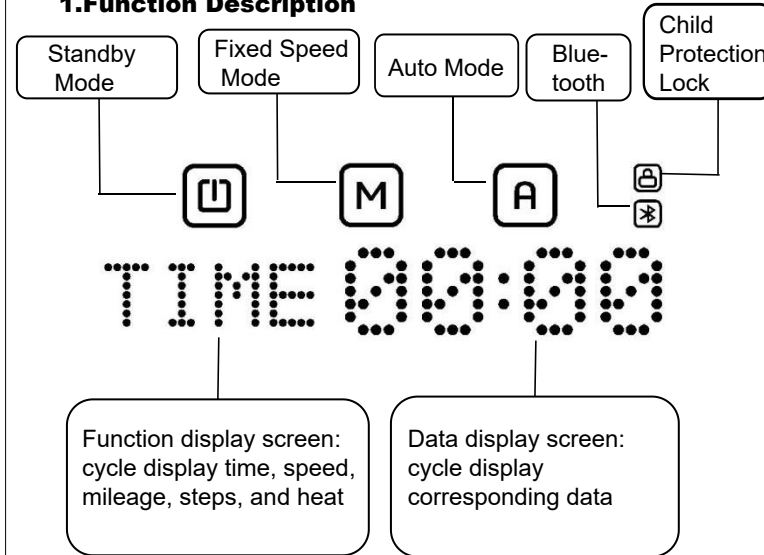 1.Function Description
Standby
Mode
Fixed Speed
Mode
Auto Mode
Blue-
tooth
Child
Protection
Lock
M
A
TIME 00:00
Function display screen:
cycle display time, speed,
mileage, steps, and heat
Data display screen:
cycle display
corresponding data